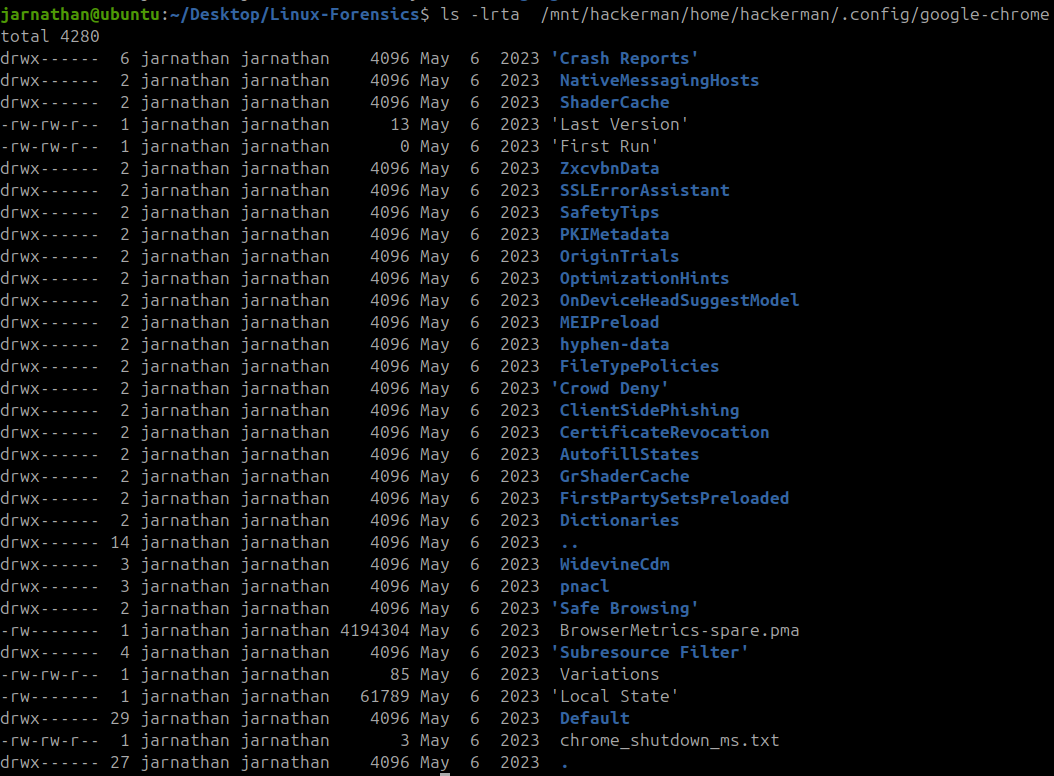 jarnathan@ubuntu:~/Desktop/Linux-Forensics$ ls -lrta  /mnt/hackerman/home/hackerman/.config/google-chrome
total 4280
drwx------  6 jarnathan jarnathan    4096 May  6  2023 'Crash Reports'
drwx------  2 jarnathan jarnathan    4096 May  6  2023  NativeMessagingHosts
drwx------  2 jarnathan jarnathan    4096 May  6  2023  ShaderCache
-rw-rw-r--  1 jarnathan jarnathan      13 May  6  2023 'Last Version'
-rw-rw-r--  1 jarnathan jarnathan       0 May  6  2023 'First Run'
drwx------  2 jarnathan jarnathan    4096 May  6  2023  ZxcvbnData
drwx------  2 jarnathan jarnathan    4096 May  6  2023  SSLErrorAssistant
drwx------  2 jarnathan jarnathan    4096 May  6  2023  SafetyTips
drwx------  2 jarnathan jarnathan    4096 May  6  2023  PKIMetadata
drwx------  2 jarnathan jarnathan    4096 May  6  2023  OriginTrials
drwx------  2 jarnathan jarnathan    4096 May  6  2023  OptimizationHints
drwx------  2 jarnathan jarnathan    4096 May  6  2023  OnDeviceHeadSuggestModel
drwx------  2 jarnathan jarnathan    4096 May  6  2023  MEIPreload
drwx------  2 jarnathan jarnathan    4096 May  6  2023  hyphen-data
drwx------  2 jarnathan jarnathan    4096 May  6  2023  FileTypePolicies
drwx------  2 jarnathan jarnathan    4096 May  6  2023 'Crowd Deny'
drwx------  2 jarnathan jarnathan    4096 May  6  2023  ClientSidePhishing
drwx------  2 jarnathan jarnathan    4096 May  6  2023  CertificateRevocation
drwx------  2 jarnathan jarnathan    4096 May  6  2023  AutofillStates
drwx------  2 jarnathan jarnathan    4096 May  6  2023  GrShaderCache
drwx------  2 jarnathan jarnathan    4096 May  6  2023  FirstPartySetsPreloaded
drwx------  2 jarnathan jarnathan    4096 May  6  2023  Dictionaries
drwx------ 14 jarnathan jarnathan    4096 May  6  2023  ..
drwx------  3 jarnathan jarnathan    4096 May  6  2023  WidevineCdm
drwx------  3 jarnathan jarnathan    4096 May  6  2023  pnacl
drwx------  2 jarnathan jarnathan    4096 May  6  2023 'Safe Browsing'
-rw-------  1 jarnathan jarnathan 4194304 May  6  2023  BrowserMetrics-spare.pma
drwx------  4 jarnathan jarnathan    4096 May  6  2023 'Subresource Filter'
-rw-rw-r--  1 jarnathan jarnathan      85 May  6  2023  Variations
-rw-------  1 jarnathan jarnathan   61789 May  6  2023 'Local State'
drwx------ 29 jarnathan jarnathan    4096 May  6  2023  Default
-rw-rw-r--  1 jarnathan jarnathan       3 May  6  2023  chrome_shutdown_ms.txt
drwx------ 27 jarnathan jarnathan    4096 May  6  2023  .